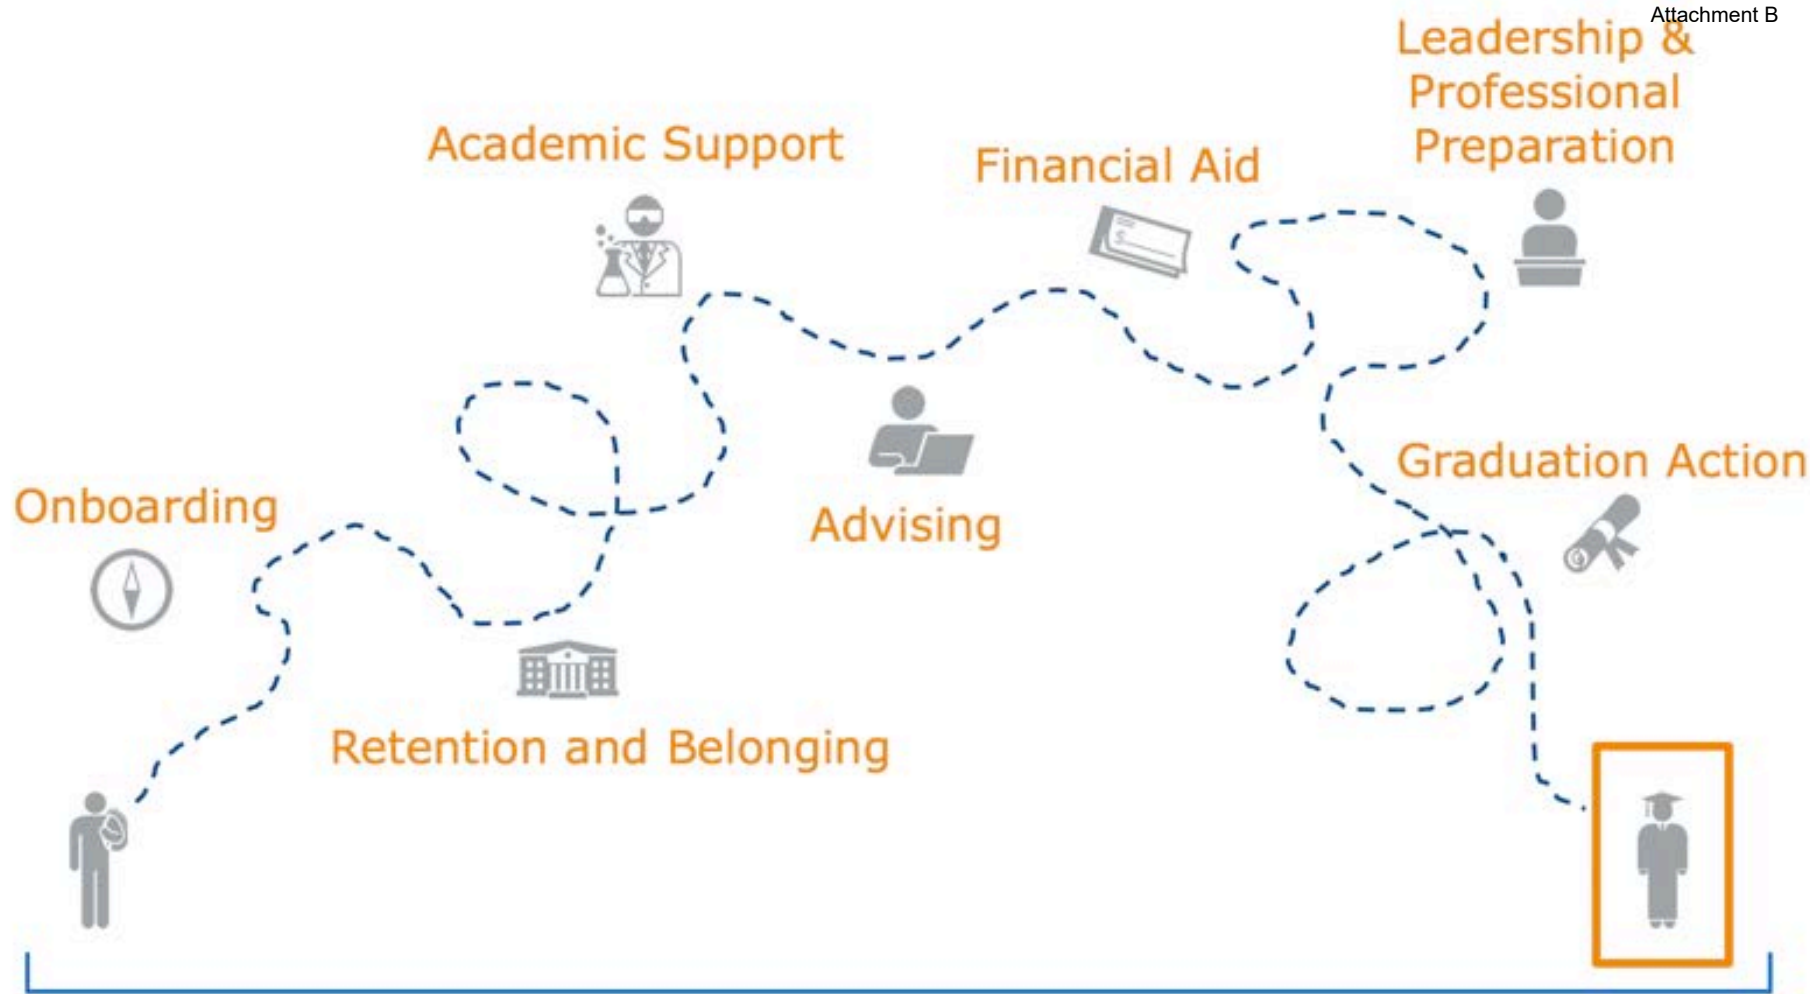 Attachment B
Leadership &
Professional
Preparation
Academic Support
Financial Aid
Graduation Action
Onboarding
Advising
Retention and Belonging
$